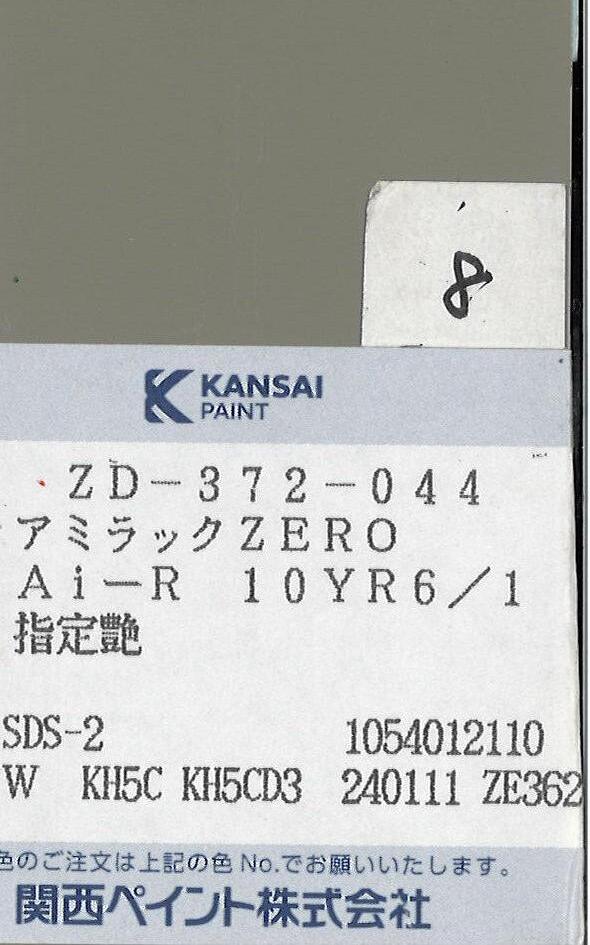 8
KANSAI
PAINT
ZD-372-044
アミラックZERO
Ai-R 10YR6/1
指定艶
SDS-2 1054012110
W KH5C KH5CD3 240111 ZE362
色のご注文は上記の色No.でお願いいたします。
関西ペイント株式会社